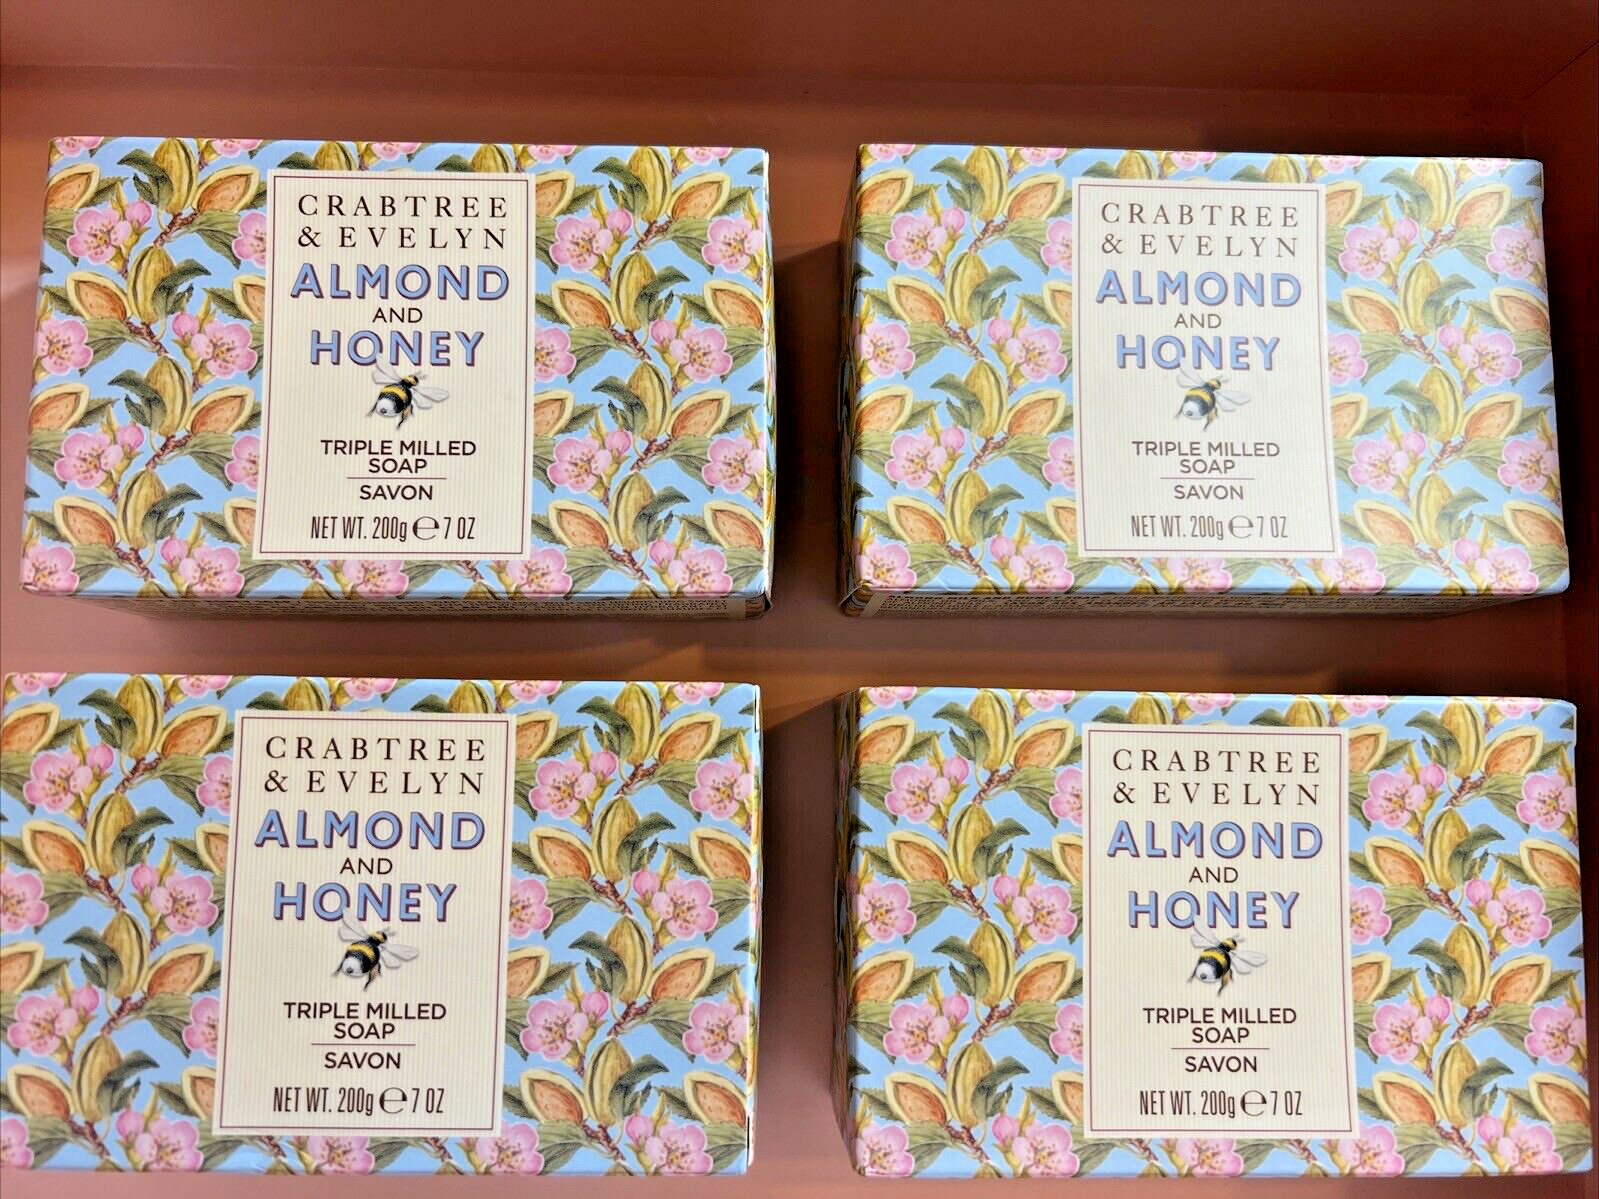 CRABTREE
& EVELYN
ALMOND
AND
HONEY
TRIPLE MILLED
SOAP
SAVON
NET WT. 200g ℮ 7 OZ
CRABTREE
& EVELYN
ALMOND
AND
HONEY
TRIPLE MILLED
SOAP
SAVON
NET WT. 200g ℮ 7 OZ
CRABTREE
& EVELYN
ALMOND
AND
HONEY
TRIPLE MILLED
SOAP
SAVON
NET WT. 200g ℮ 7 OZ
CRABTREE
& EVELYN
ALMOND
AND
HONEY
TRIPLE MILLED
SOAP
SAVON
NET WT. 200g ℮ 7 OZ